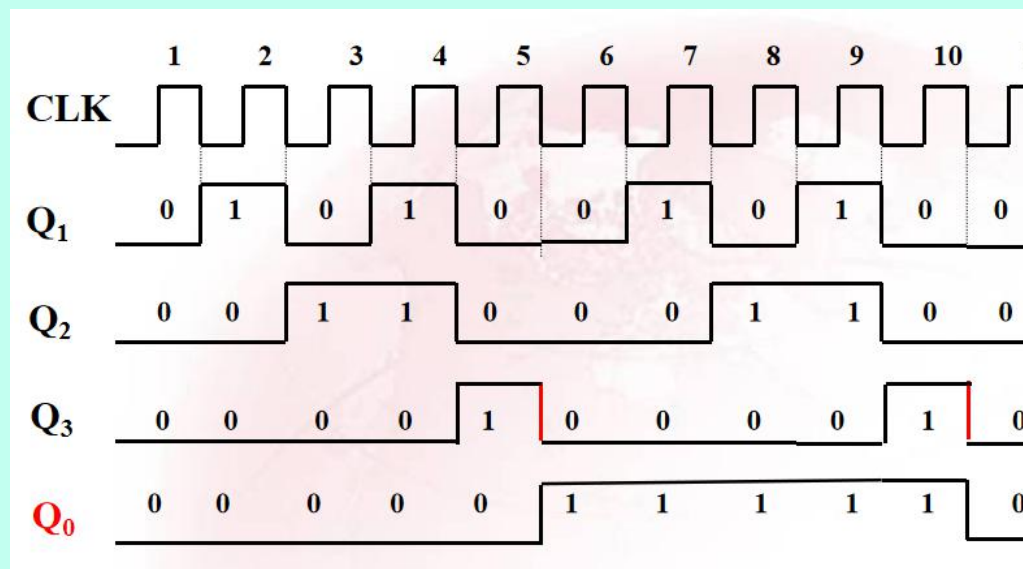 1 2 3 4 5 6 7 8 9 10
CLK
Q₁ 0 1 0 1 0 0 1 0 1 0 0
Q₂ 0 0 1 1 0 0 0 1 1 0 0
Q₃ 0 0 0 0 1 0 0 0 0 1 0
Q₀ 0 0 0 0 0 1 1 1 1 1 0